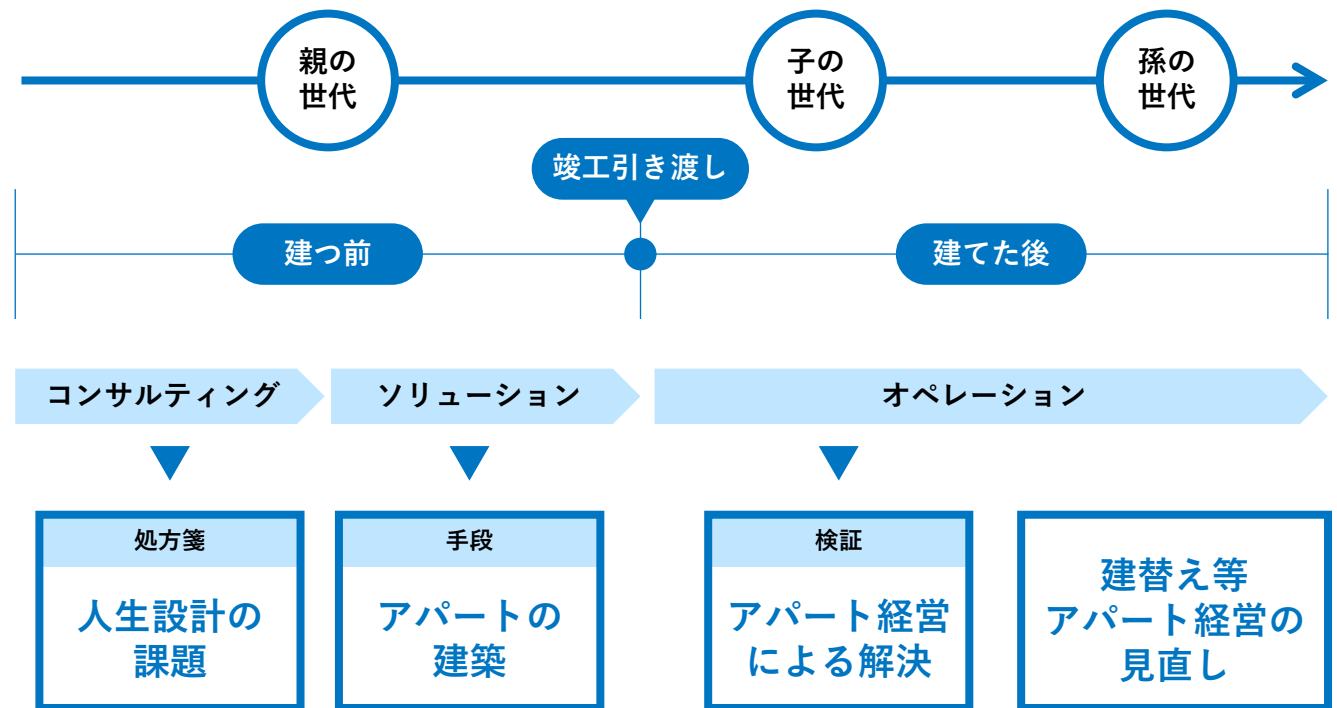 親の
世代
子の
世代
孫の
世代
竣工引き渡し
建つ前
建てた後
コンサルティング
ソリューション
オペレーション
処方箋
人生設計の
課題
手段
アパートの
建築
検証
アパート経営
による解決
建替え等
アパート経営の
見直し